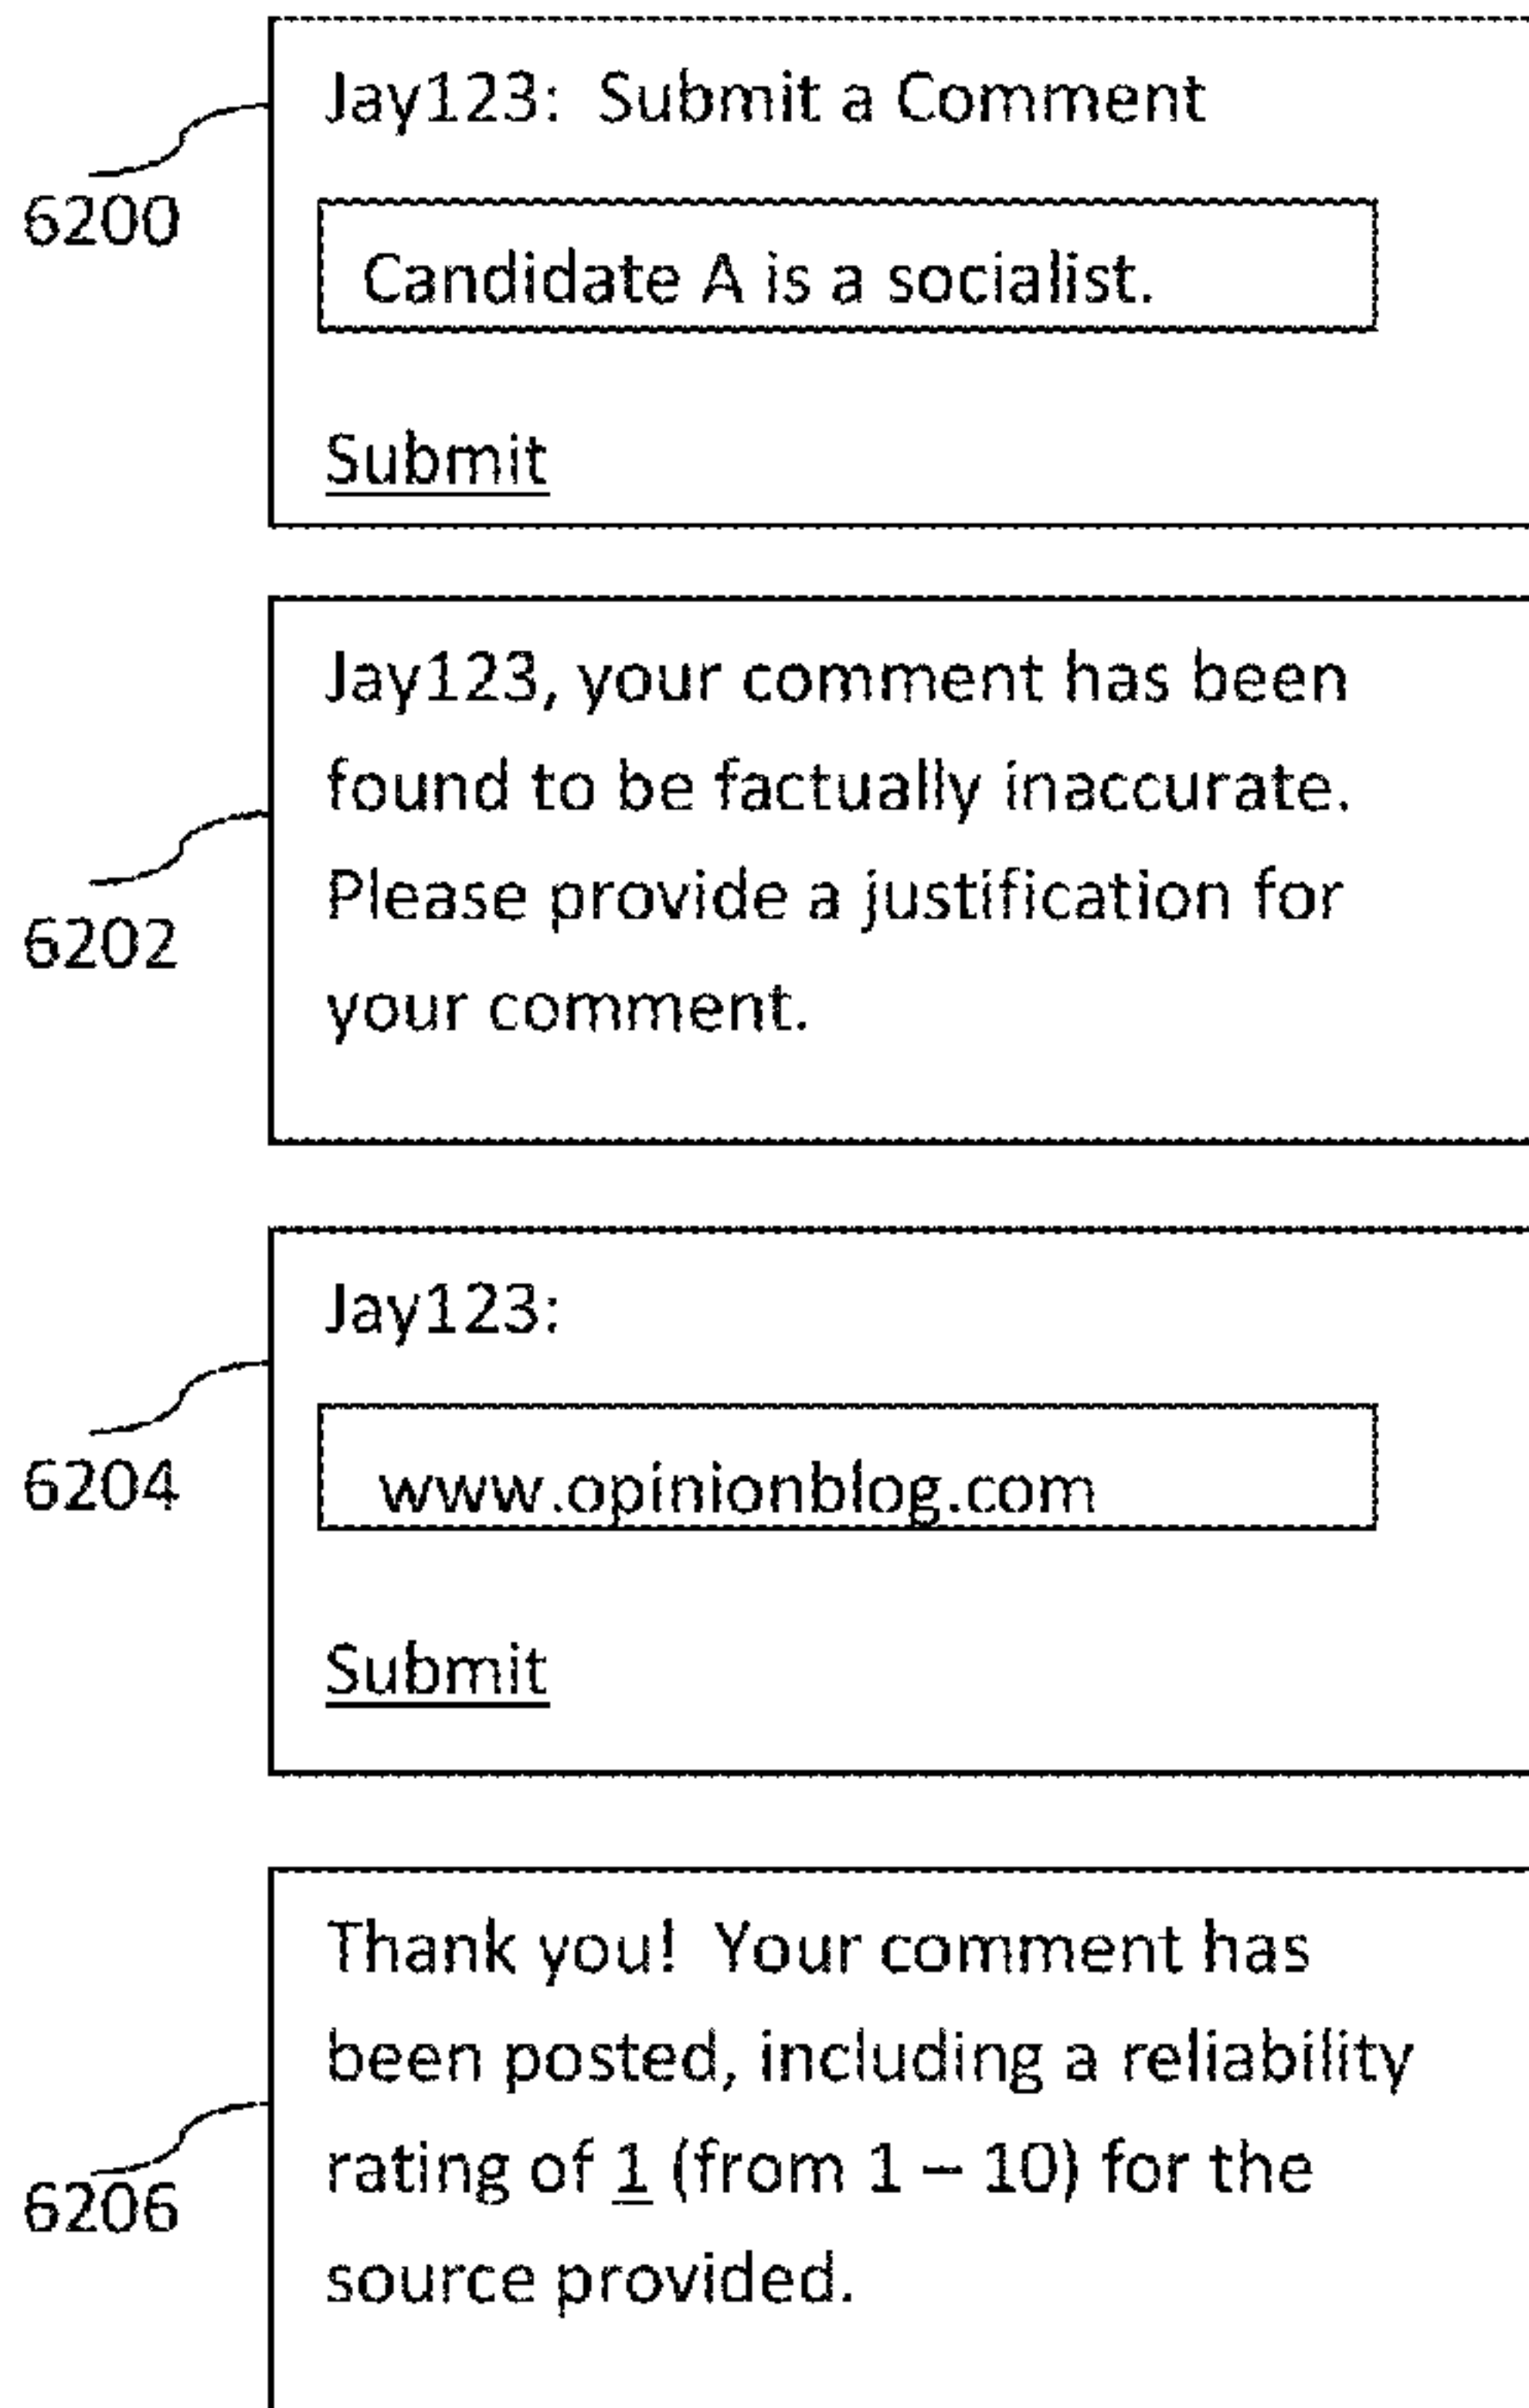 Jay123: Submit a Comment
6200
Candidate A is a socialist.
Submit
Jay123, your comment has been
found to be factually inaccurate.
Please provide a justification for
6202
your comment.
Jay123:
6204
www.opinionblog.com
Submit
Thank you! Your comment has
been posted, including a reliability
rating of 1 (from 1 – 10) for the
6206
source provided.